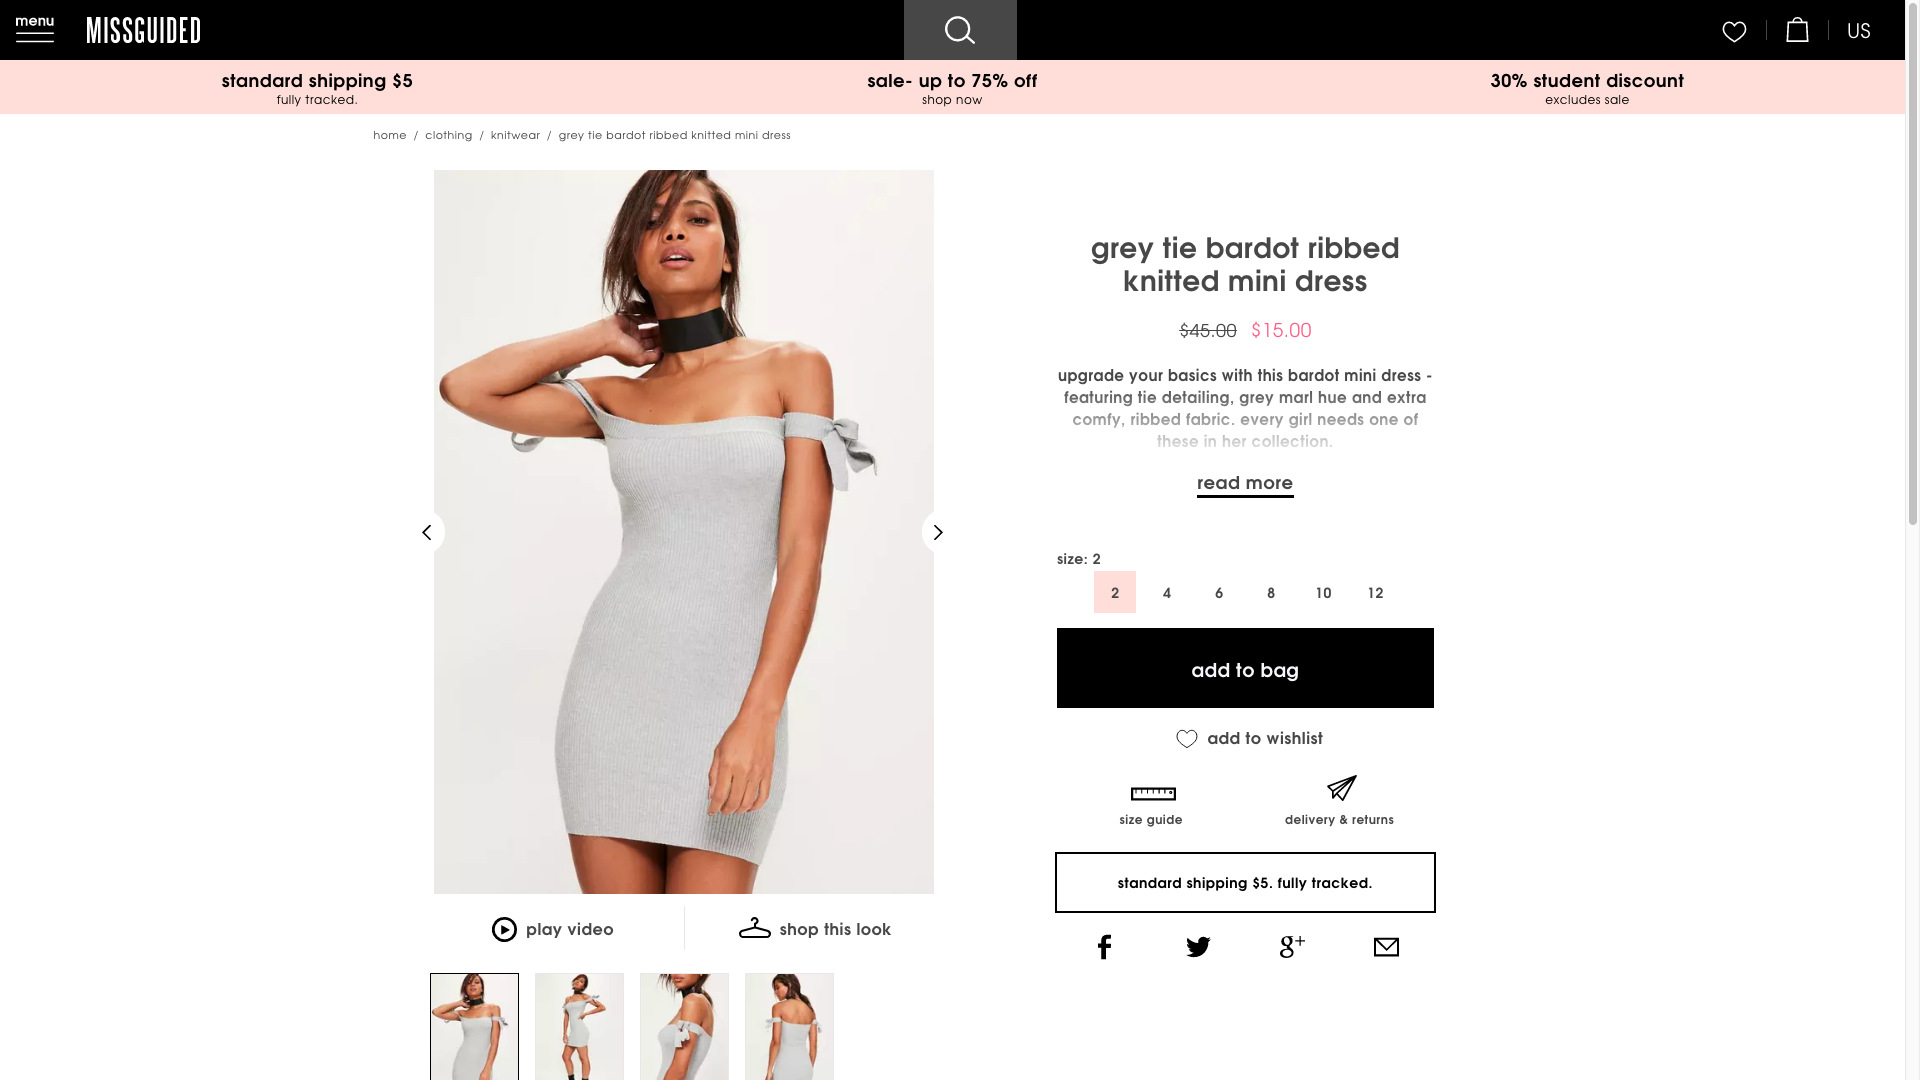 menu
MISSGUIDED
US
standard shipping $5
fully tracked.
sale- up to 75% off
shop now
30% student discount
excludes sale
home / clothing / knitwear / grey tie bardot ribbed knitted mini dress
grey tie bardot ribbed
knitted mini dress
$45.00 $15.00
upgrade your basics with this bardot mini dress -
featuring tie detailing, grey marl hue and extra
comfy, ribbed fabric. every girl needs one of
these in her collection.
read more
size: 2
2 4 6 8 10 12
add to bag
add to wishlist
size guide
delivery & returns
standard shipping $5. fully tracked.
play video
shop this look